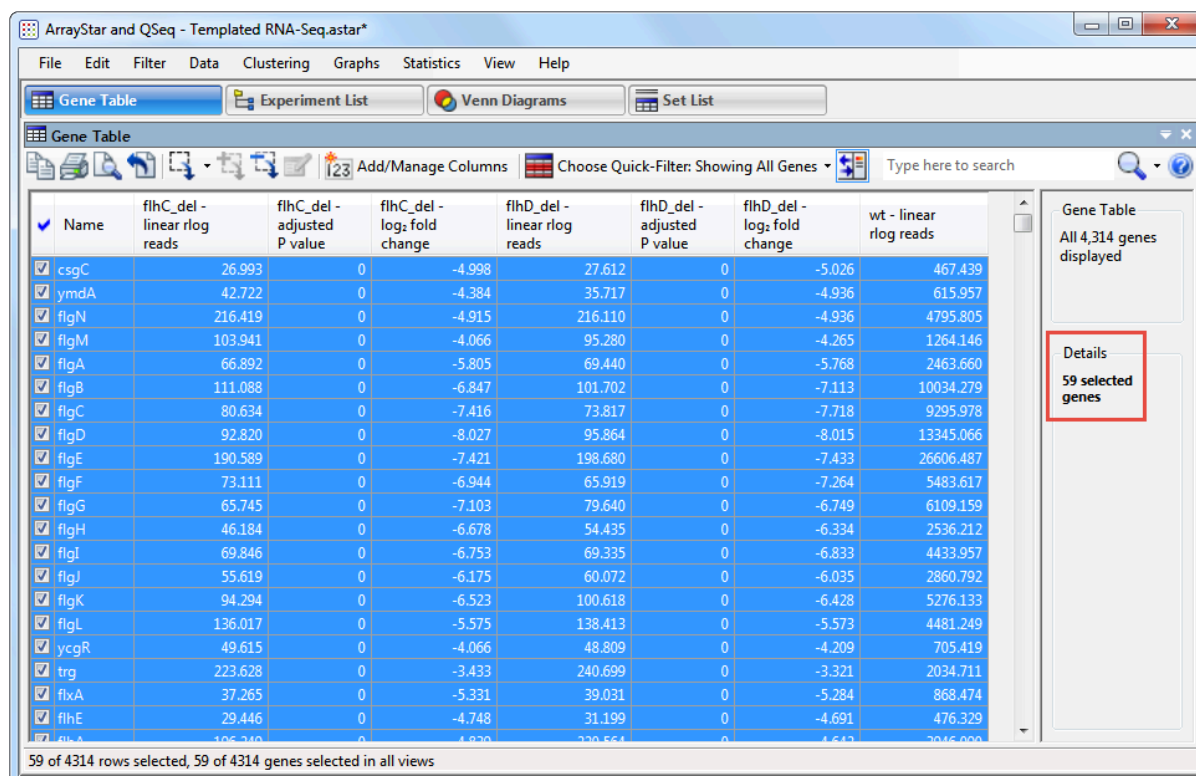 ArrayStar and QSeq - Templated RNA-Seq.astar*
File Edit Filter Data Clustering Graphs Statistics View Help
Gene Table Experiment List Venn Diagrams Set List
Gene Table
123 Add/Manage Columns Choose Quick-Filter: Showing All Genes Type here to search
Name flhC_del - linear rlog reads flhC_del - adjusted P value flhC_del - log₂ fold change flhD_del - linear rlog reads flhD_del - adjusted P value flhD_del - log₂ fold change wt - linear rlog reads
csgC 26.993 0 -4.998 27.612 0 -5.026 467.439
ymdA 42.722 0 -4.384 35.717 0 -4.936 615.957
flgN 216.419 0 -4.915 216.110 0 -4.936 4795.805
flgM 103.941 0 -4.066 95.280 0 -4.265 1264.146
flgA 66.892 0 -5.805 69.440 0 -5.768 2463.660
flgB 111.088 0 -6.847 101.702 0 -7.113 10034.279
flgC 80.634 0 -7.416 73.817 0 -7.718 9295.978
flgD 92.820 0 -8.027 95.864 0 -8.015 13345.066
flgE 190.589 0 -7.421 198.680 0 -7.433 26606.487
flgF 73.111 0 -6.944 65.919 0 -7.264 5483.617
flgG 65.745 0 -7.103 79.640 0 -6.749 6109.159
flgH 46.184 0 -6.678 54.435 0 -6.334 2536.212
flgI 69.846 0 -6.753 69.335 0 -6.833 4433.957
flgJ 55.619 0 -6.175 60.072 0 -6.035 2860.792
flgK 94.294 0 -6.523 100.618 0 -6.428 5276.133
flgL 136.017 0 -5.575 138.413 0 -5.573 4481.249
ycgR 49.615 0 -4.066 48.809 0 -4.209 705.419
trg 223.628 0 -3.433 240.699 0 -3.321 2034.711
flxA 37.265 0 -5.331 39.031 0 -5.284 868.474
flhE 29.446 0 -4.748 31.199 0 -4.691 476.329
Gene Table
All 4,314 genes
displayed
Details
59 selected
genes
59 of 4314 rows selected, 59 of 4314 genes selected in all views